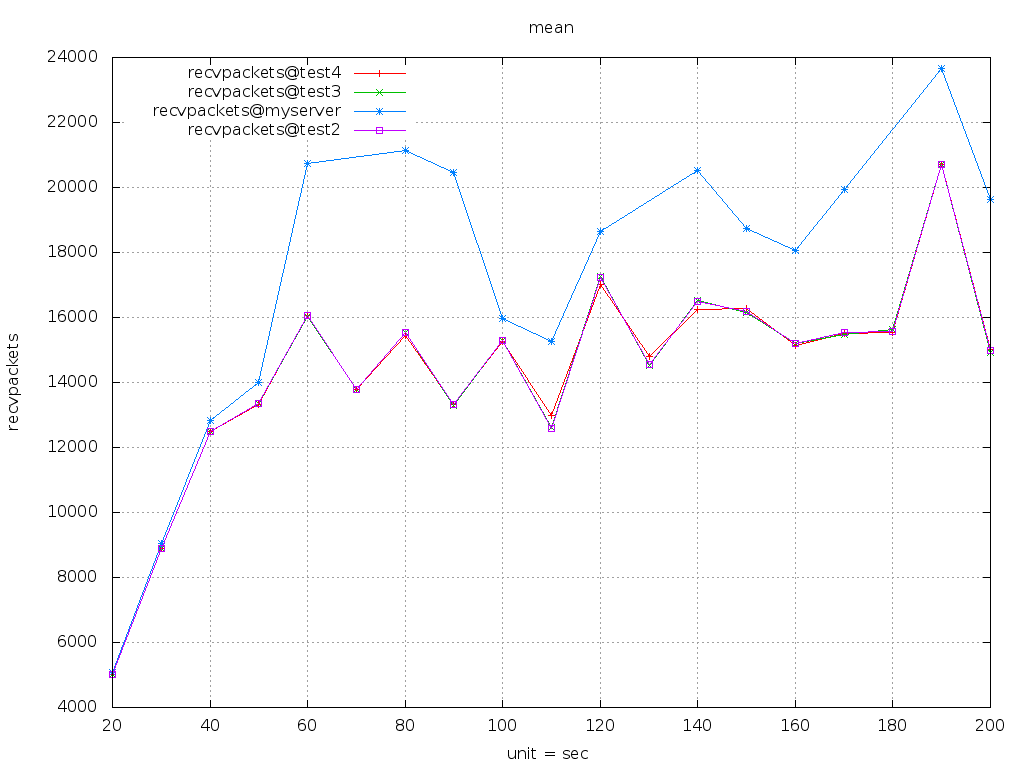 mean
24000
22000
20000
18000
16000
14000
12000
10000
8000
6000
4000
recvpackets@test4
recvpackets@test3
recvpackets@myserver
recvpackets@test2
recvpackets
20 40 60 80 100 120 140 160 180 200
unit = sec